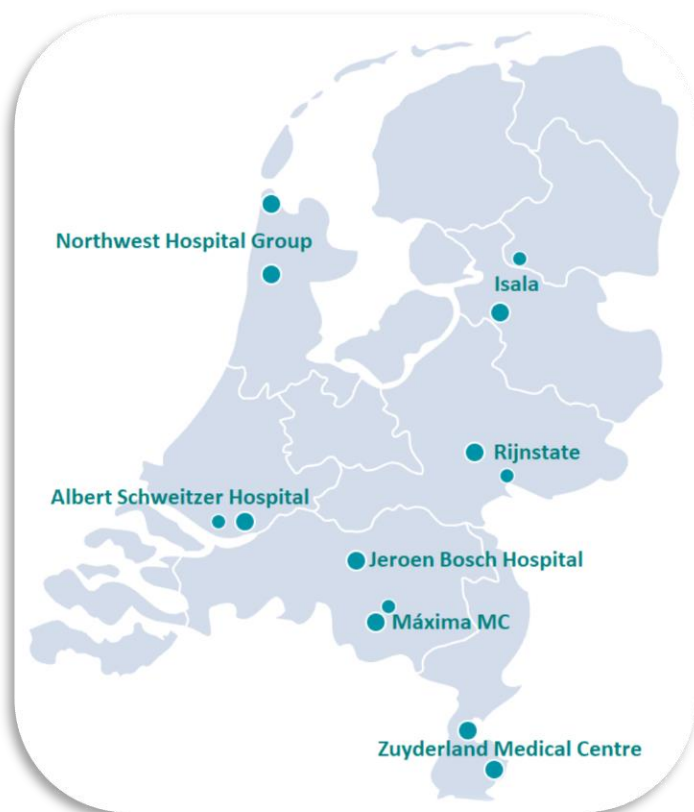 Northwest Hospital Group
Isala
Rijnstate
Albert Schweitzer Hospital
Jeroen Bosch Hospital
Máxima MC
Zuyderland Medical Centre